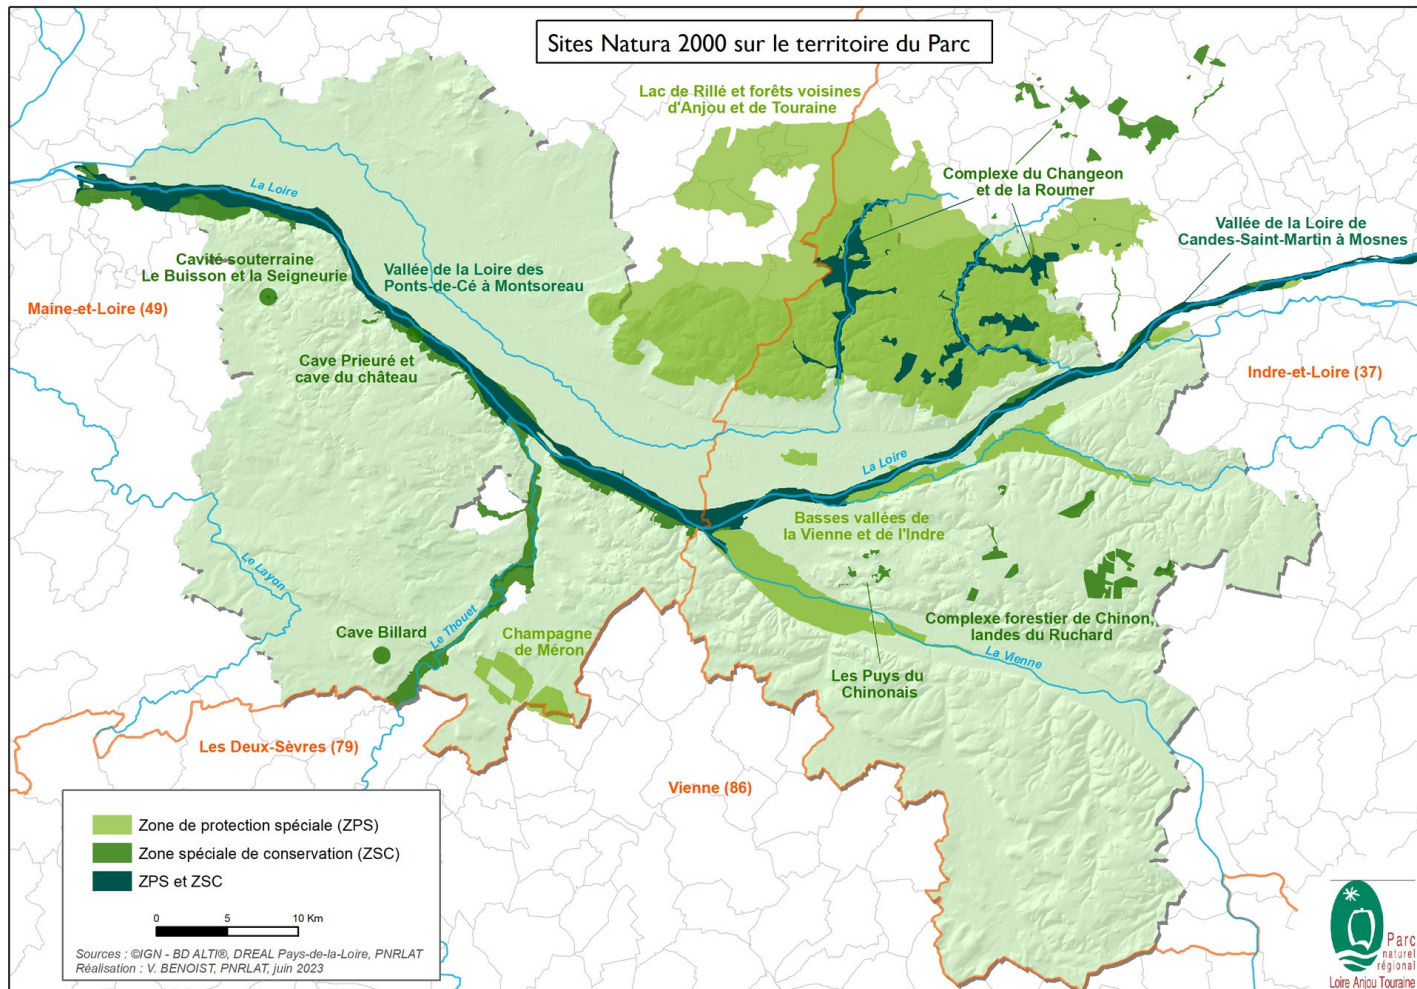 Sites Natura 2000 sur le territoire du Parc
Lac de Rillé et forêts voisines
d'Anjou et de Touraine
Complexe du Changeon
et de la Roumer
Vallée de la Loire de
Candes-Saint-Martin à Mosnes
La Loire
Cavité souterraine
Le Buisson et la Seigneurie
Vallée de la Loire des
Ponts-de-Cé à Montsoreau
Maine-et-Loire (49)
Cave Prieuré et
cave du château
Indre-et-Loire (37)
La Loire
Basses vallées de
la Vienne et de l'Indre
Le Layon
Le Thouet
Cave Billard
Champagne
de Méron
Complexe forestier de Chinon,
landes du Ruchard
La Vienne
Les Puys du
Chinonais
Les Deux-Sèvres (79)
Vienne (86)
Zone de protection spéciale (ZPS)
Zone spéciale de conservation (ZSC)
ZPS et ZSC
0 5 10 Km
Sources : ©IGN - BD ALTI®, DREAL Pays-de-la-Loire, PNRLAT
Réalisation : V. BENOIST, PNRLAT, juin 2023
Parc
naturel
régional
Loire Anjou Touraine